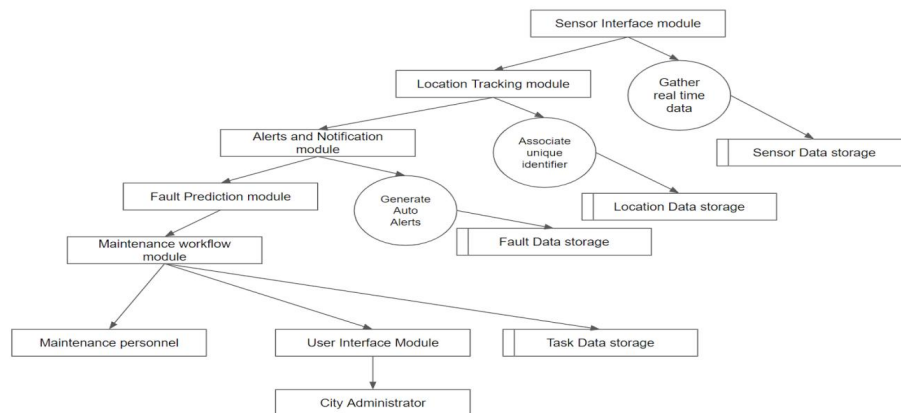 Sensor Interface module
Location Tracking module
Gather
real time
data
Alerts and Notification
module
Associate
unique
identifier
Sensor Data storage
Fault Prediction module
Generate
Auto
Alerts
Location Data storage
Maintenance workflow
module
Fault Data storage
Maintenance personnel
User Interface Module
Task Data storage
City Administrator